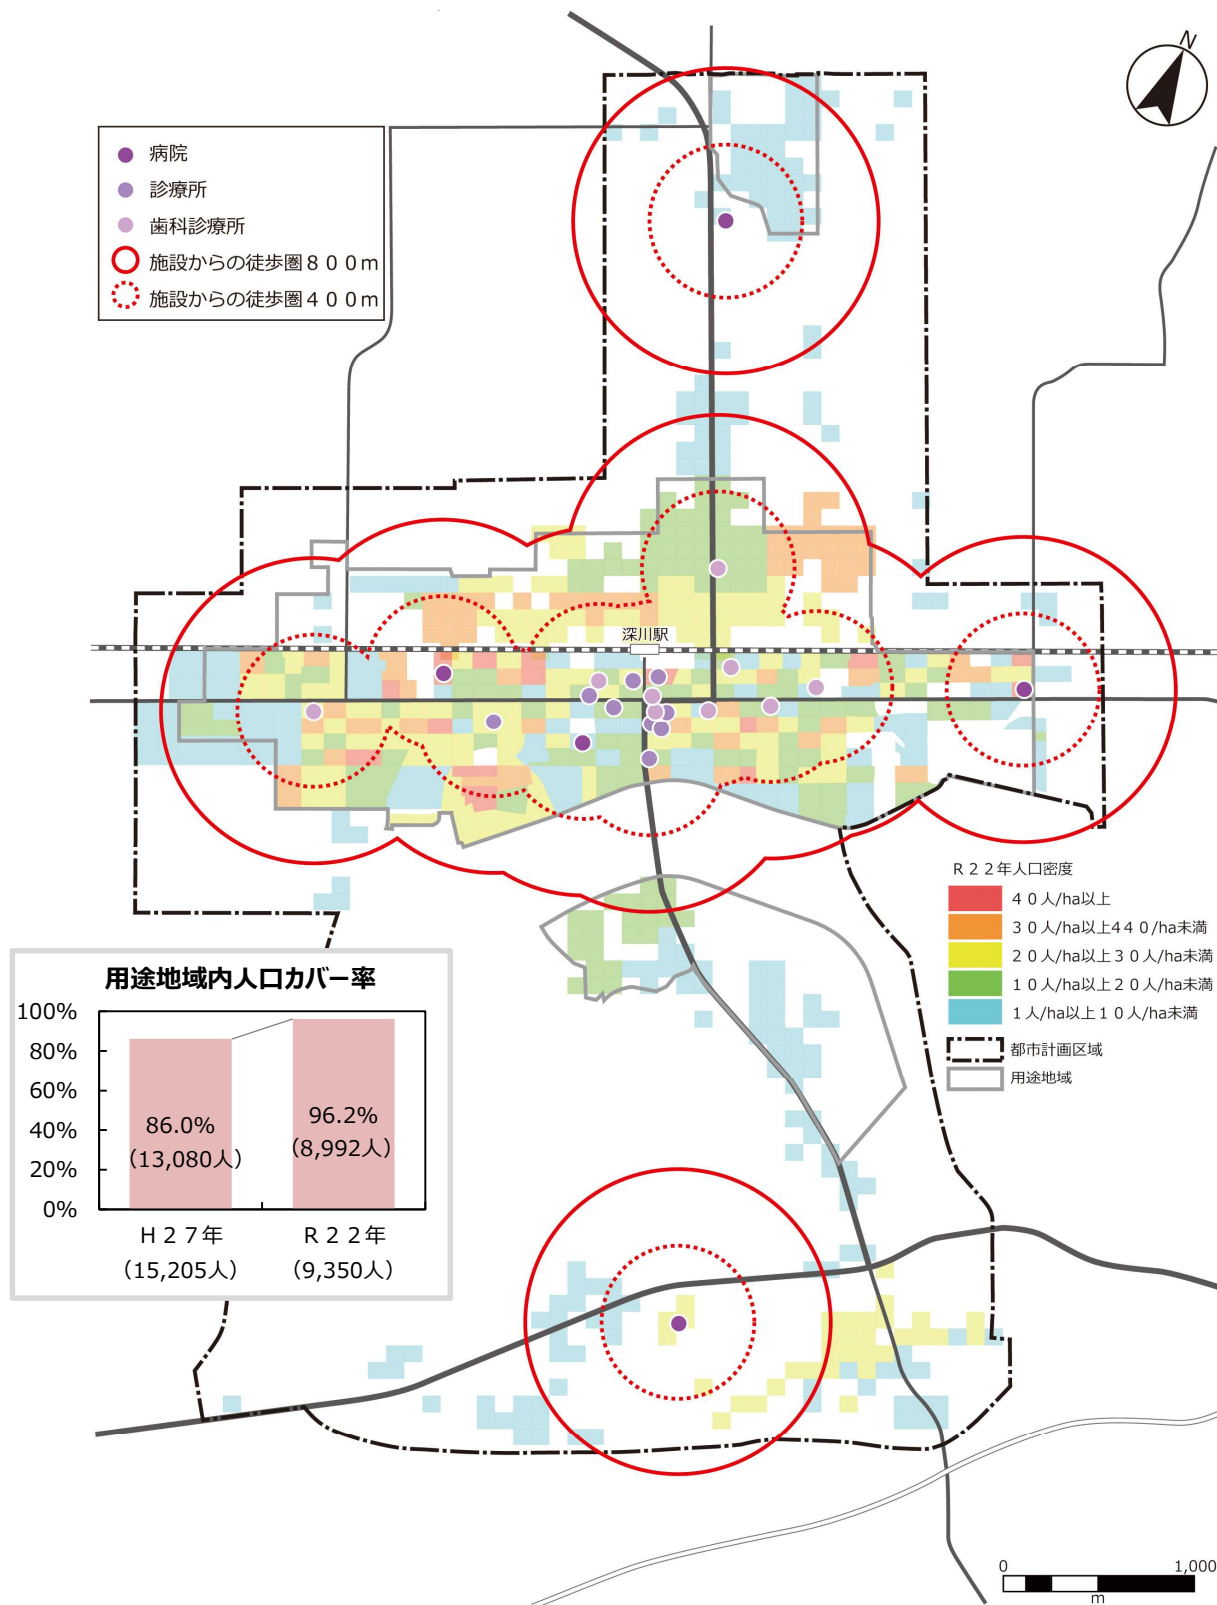 N
病院
診療所
歯科診療所
施設からの徒歩圏８００ｍ
施設からの徒歩圏４００ｍ
深川駅
Ｒ２２年人口密度
４０人/ha以上
３０人/ha以上４４０/ha未満
２０人/ha以上３０人/ha未満
１０人/ha以上２０人/ha未満
１人/ha以上１０人/ha未満
都市計画区域
用途地域
用途地域内人口カバー率
100%
80%
60%
40%
20%
0%
86.0%
（13,080人）
96.2%
（8,992人）
Ｈ２７年
（15,205人）
Ｒ２２年
（9,350人）
0 1,000
m